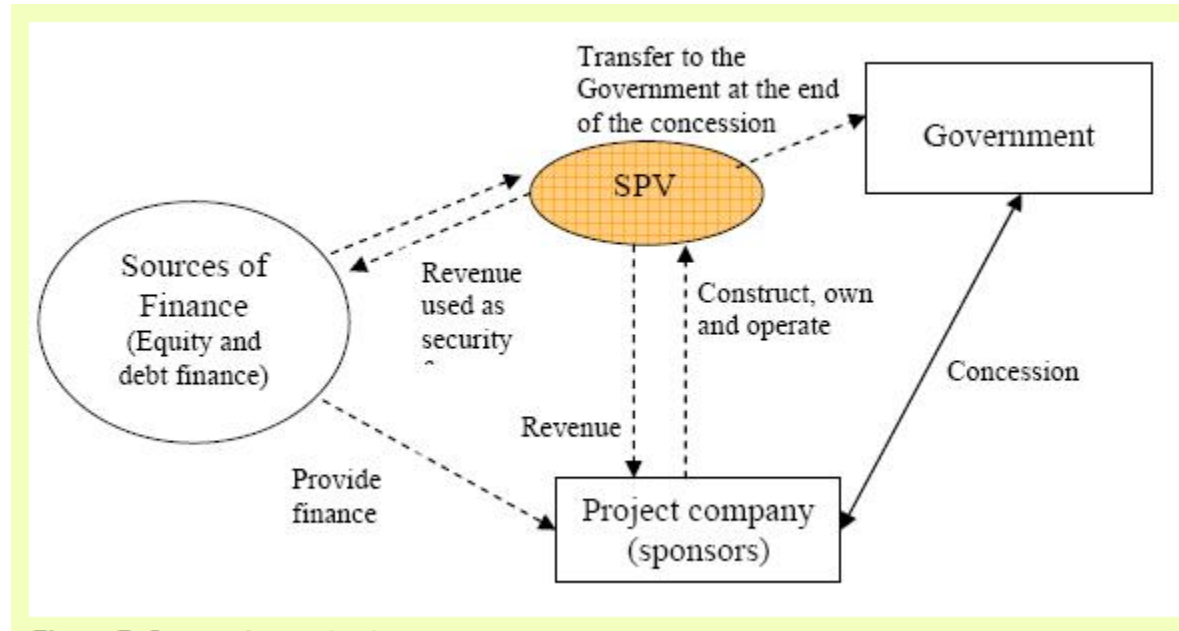 Transfer to the
Government at the end
of the concession
Government
SPV
Sources of
Finance
(Equity and
debt finance)
Revenue
used as
security
Construct, own
and operate
Concession
Revenue
Provide
finance
Project company
(sponsors)